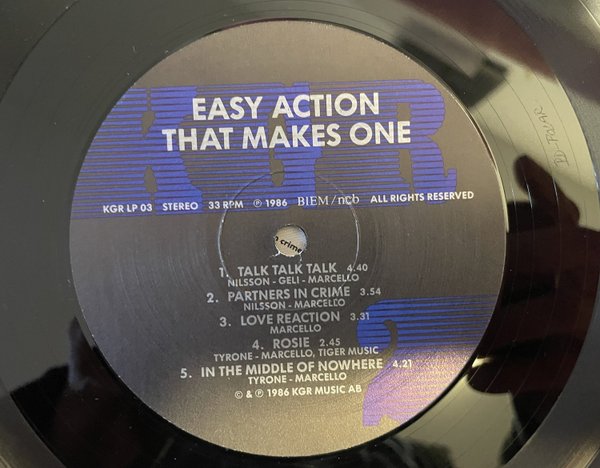 KGR
EASY ACTION
THAT MAKES ONE
KGR LP 03 STEREO 33 RPM ℗ 1986 BIEM/ncb ALL RIGHTS RESERVED
crime
1. TALK TALK TALK 4.40
NILSSON - GELI - MARCELLO
2. PARTNERS IN CRIME 3.54
NILSSON - MARCELLO
3. LOVE REACTION 3.31
MARCELLO
4. ROSIE 2.45
TYRONE - MARCELLO, TIGER MUSIC
5. IN THE MIDDLE OF NOWHERE 4.21
TYRONE - MARCELLO
© & ℗ 1986 KGR MUSIC AB
2